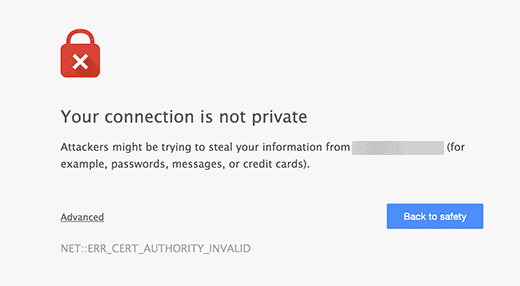 Your connection is not private
Attackers might be trying to steal your information from (for
example, passwords, messages, or credit cards).
Advanced
Back to safety
NET::ERR_CERT_AUTHORITY_INVALID